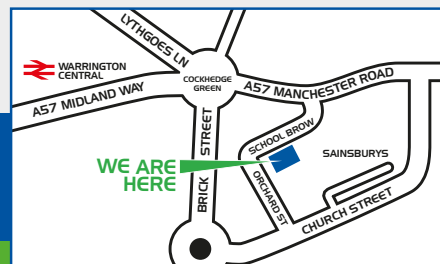 LYTHGOES LN
WARRINGTON
CENTRAL
COCKHEDGE
GREEN
A57 MIDLAND WAY
A57 MANCHESTER ROAD
BRICK STREET
SCHOOL BROW
SAINSBURYS
WE ARE
HERE
ORCHARD ST
CHURCH STREET